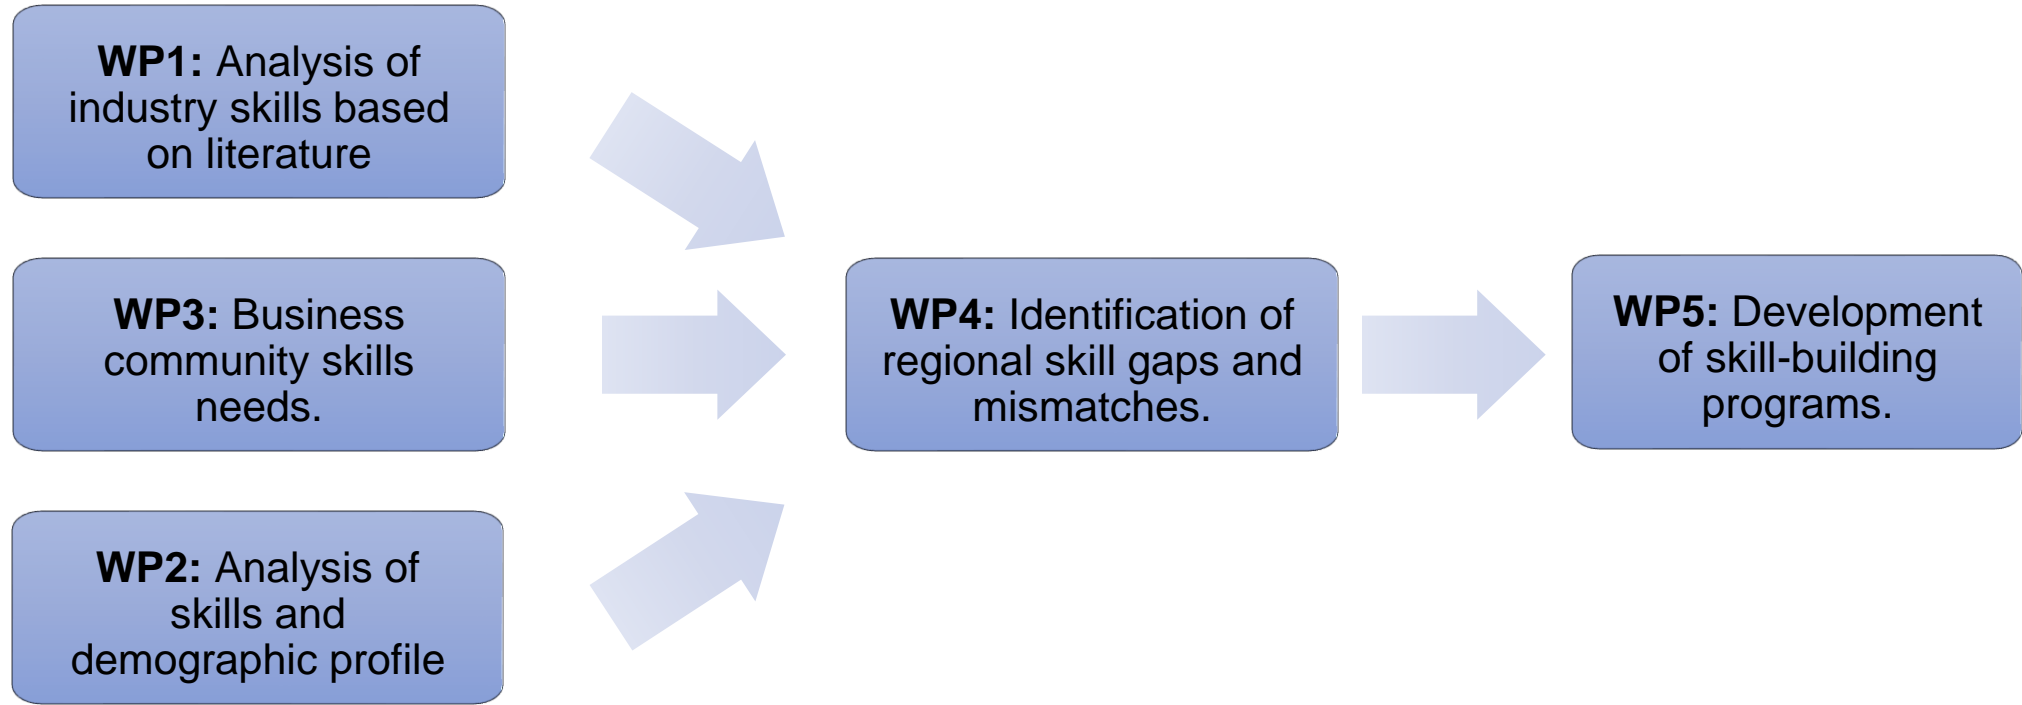 WP1: Analysis of
industry skills based
on literature
WP3: Business
community skills
needs.
WP2: Analysis of
skills and
demographic profile
WP4: Identification of
regional skill gaps and
mismatches.
WP5: Development
of skill-building
programs.